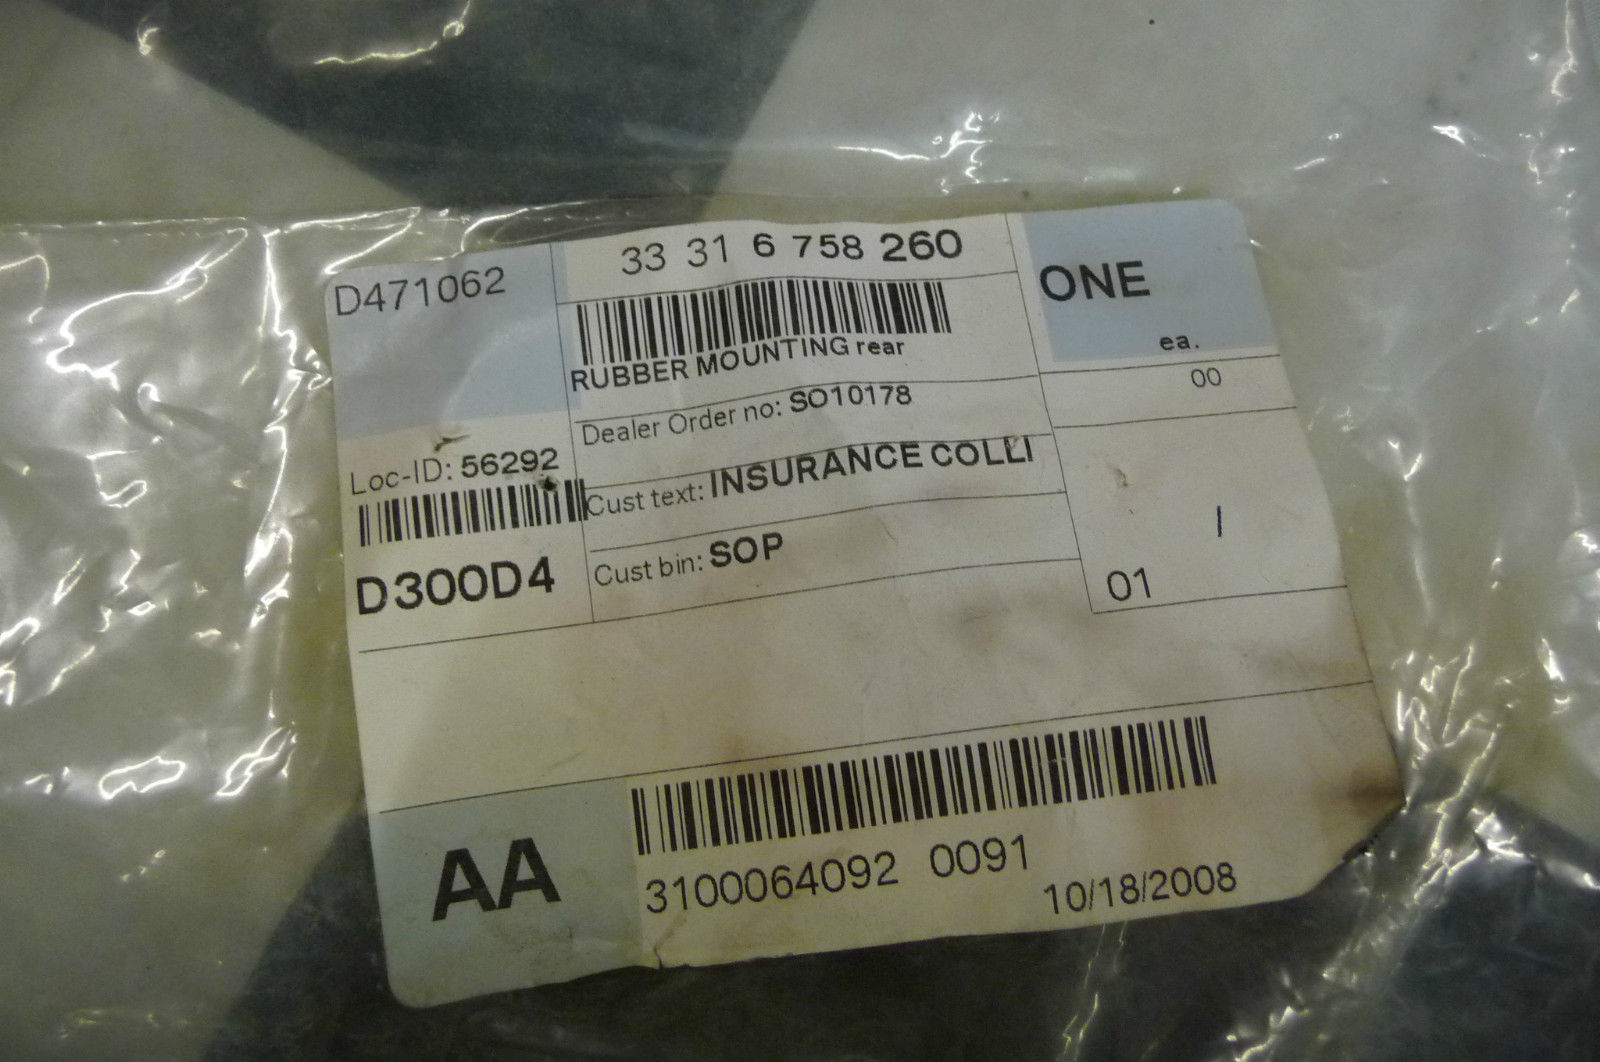 D471062
33 31 6 758 260
ONE
ea.
RUBBER MOUNTING rear
00
Dealer Order no: SO10178
Loc-ID: 56292
Cust text: INSURANCE COLLI
/
D300D4
Cust bin: SOP
01
AA
3100064092 0091
10/18/2008